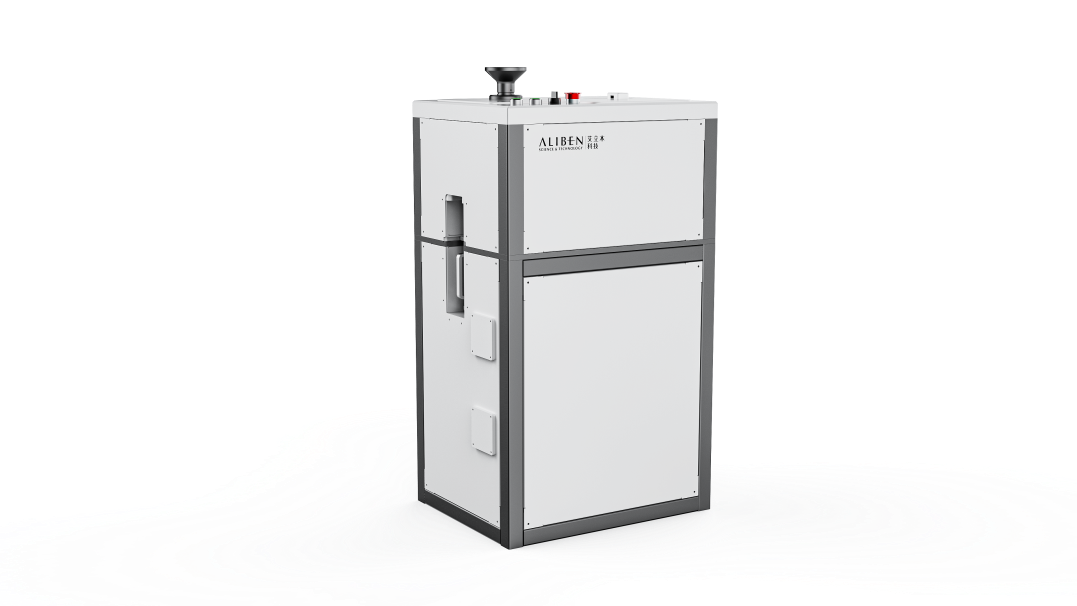 ALIBEN
SCIENCE & TECHNOLOGY
艾立本
科技